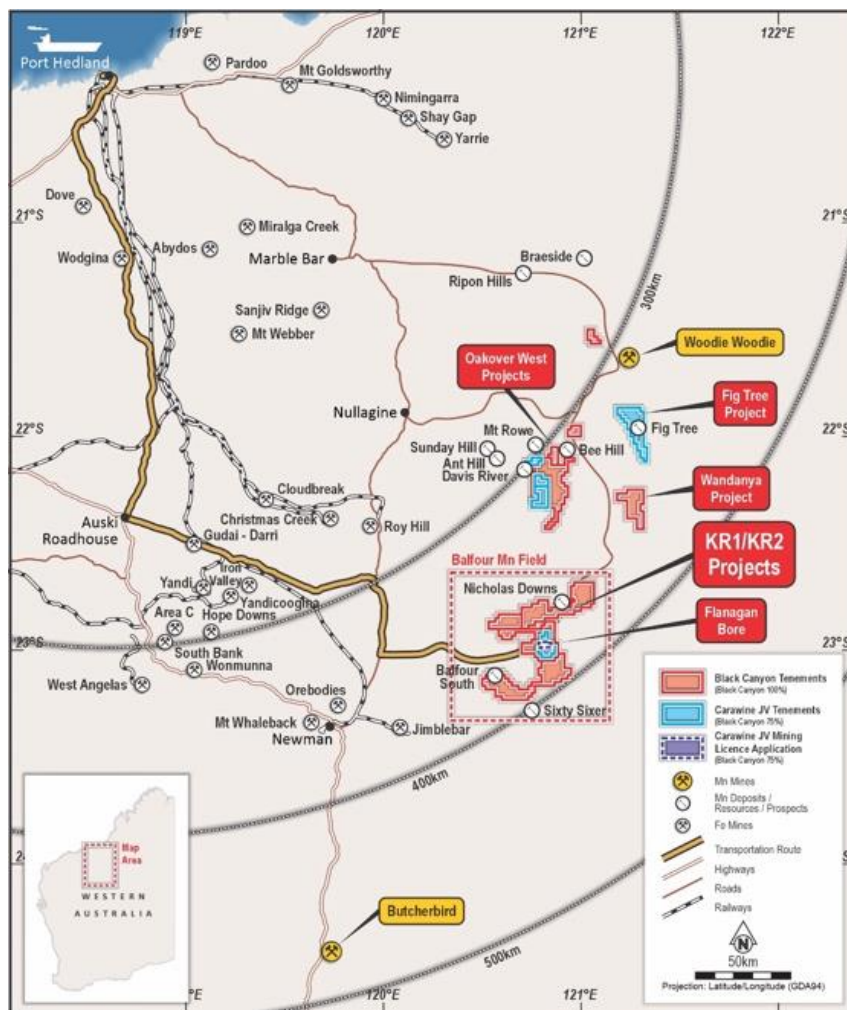 119°E
120°E
121°E
122°E
Port Hedland
Pardoo
Mt Goldsworthy
Nimingarra
Shay Gap
Yarrie
Dove
21°S
21°S
Miralga Creek
Abydos
Wodgina
Marble Bar
Braeside
Ripon Hills
300km
Sanjiv Ridge
Mt Webber
Woodie Woodie
Oakover West
Projects
Fig Tree
Project
Nullagine
22°S
22°S
Mt Rowe
Fig Tree
Sunday Hill
Bee Hill
Ant Hill
Davis River
Wandanya
Project
Cloudbreak
Christmas Creek
Roy Hill
Auski
Roadhouse
Gudai - Darri
KR1/KR2
Projects
Balfour Mn Field
Iron
Valley
Yandi
Yandicoogina
Nicholas Downs
Area C
Hope Downs
Flanagan
Bore
23°S
23°S
South Bank
Wonmunna
West Angelas
Balfour
South
Orebodies
Sixty Sixer
Mt Whaleback
Newman
Jimblebar
400km
Black Canyon Tenements
(Black Canyon 100%)
Carawine JV Tenements
(Black Canyon 75%)
Carawine JV Mining
Licence Application
(Black Canyon 75%)
Mn Mines
Mn Deposits /
Resources / Prospects
Fe Mines
Transportation Route
Highways
Roads
Railways
N
50km
Projection: Latitude/Longitude (GDA94)
Map
Area
WESTERN
AUSTRALIA
Butcherbird
500km
119°E
120°E
121°E